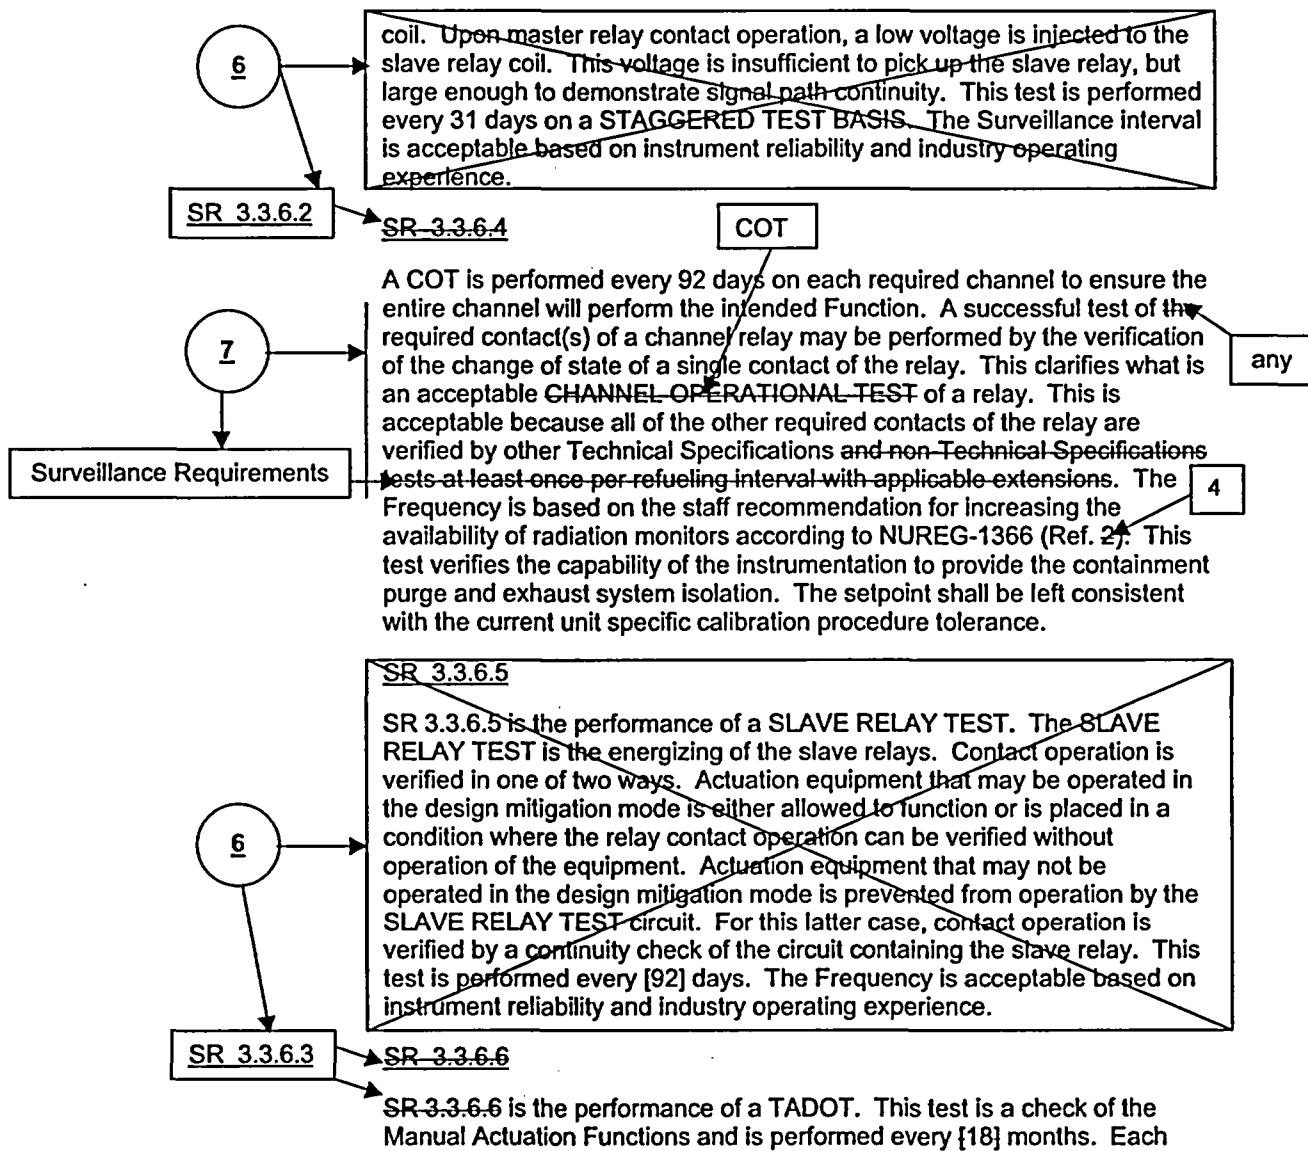 coil. Upon master relay contact operation, a low voltage is injected to the
slave relay coil. This voltage is insufficient to pick up the slave relay, but
large enough to demonstrate signal path continuity. This test is performed
every 31 days on a STAGGERED TEST BASIS. The Surveillance interval
is acceptable based on instrument reliability and industry operating
experience.
6
SR 3.3.6.2
SR 3.3.6.4
COT
A COT is performed every 92 days on each required channel to ensure the
entire channel will perform the intended Function. A successful test of the
required contact(s) of a channel relay may be performed by the verification
of the change of state of a single contact of the relay. This clarifies what is
an acceptable CHANNEL OPERATIONAL TEST of a relay. This is
acceptable because all of the other required contacts of the relay are
verified by other Technical Specifications and non-Technical Specifications
tests at least once per refueling interval with applicable extensions. The
Frequency is based on the staff recommendation for increasing the
availability of radiation monitors according to NUREG-1366 (Ref. 2). This
test verifies the capability of the instrumentation to provide the containment
purge and exhaust system isolation. The setpoint shall be left consistent
with the current unit specific calibration procedure tolerance.
7
any
Surveillance Requirements
4
SR 3.3.6.5
SR 3.3.6.5 is the performance of a SLAVE RELAY TEST. The SLAVE
RELAY TEST is the energizing of the slave relays. Contact operation is
verified in one of two ways. Actuation equipment that may be operated in
the design mitigation mode is either allowed to function or is placed in a
condition where the relay contact operation can be verified without
operation of the equipment. Actuation equipment that may not be
operated in the design mitigation mode is prevented from operation by the
SLAVE RELAY TEST circuit. For this latter case, contact operation is
verified by a continuity check of the circuit containing the slave relay. This
test is performed every [92] days. The Frequency is acceptable based on
instrument reliability and industry operating experience.
6
SR 3.3.6.3
SR 3.3.6.6
SR 3.3.6.6 is the performance of a TADOT. This test is a check of the
Manual Actuation Functions and is performed every [18] months. Each